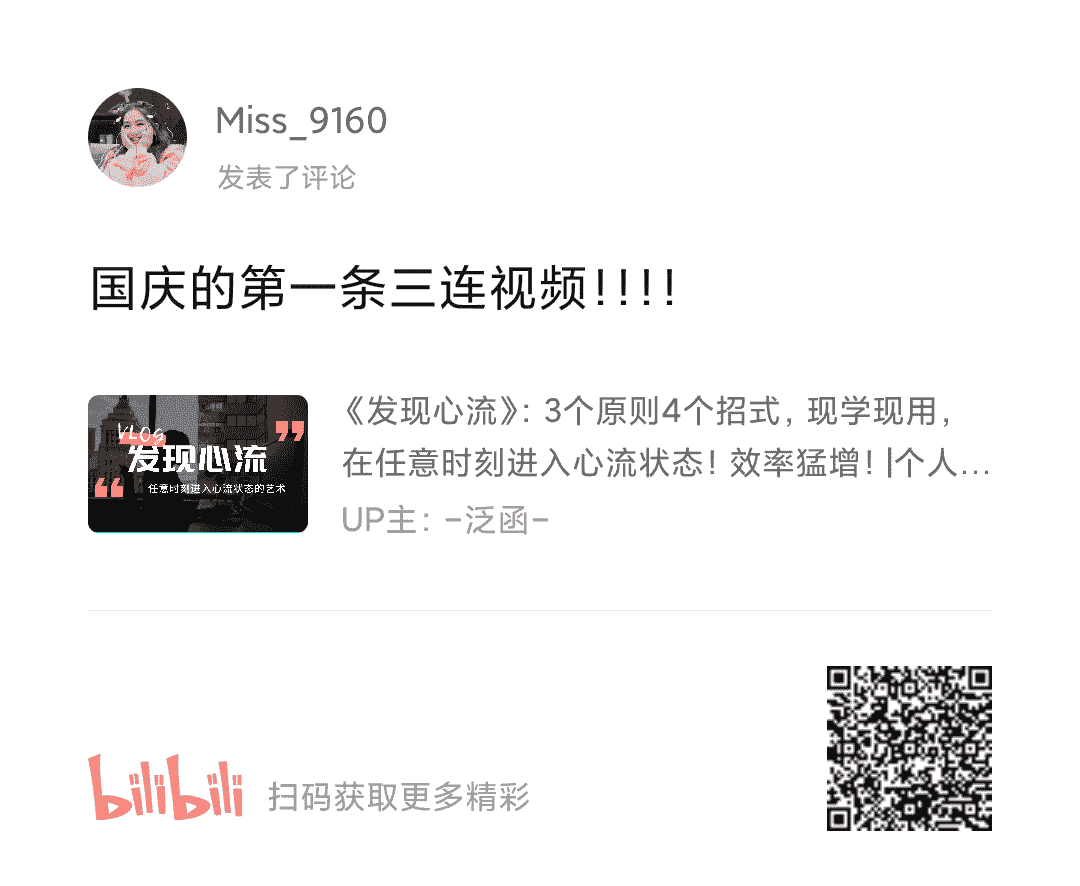 Miss_9160
发表了评论
国庆的第一条三连视频!!!!
《发现心流》: 3个原则4个招式, 现学现用,
在任意时刻进入心流状态! 效率猛增! |个人...
UP主: -泛函-
VLOG
发现心流
任意时刻进入心流状态的艺术
bilibili 扫码获取更多精彩